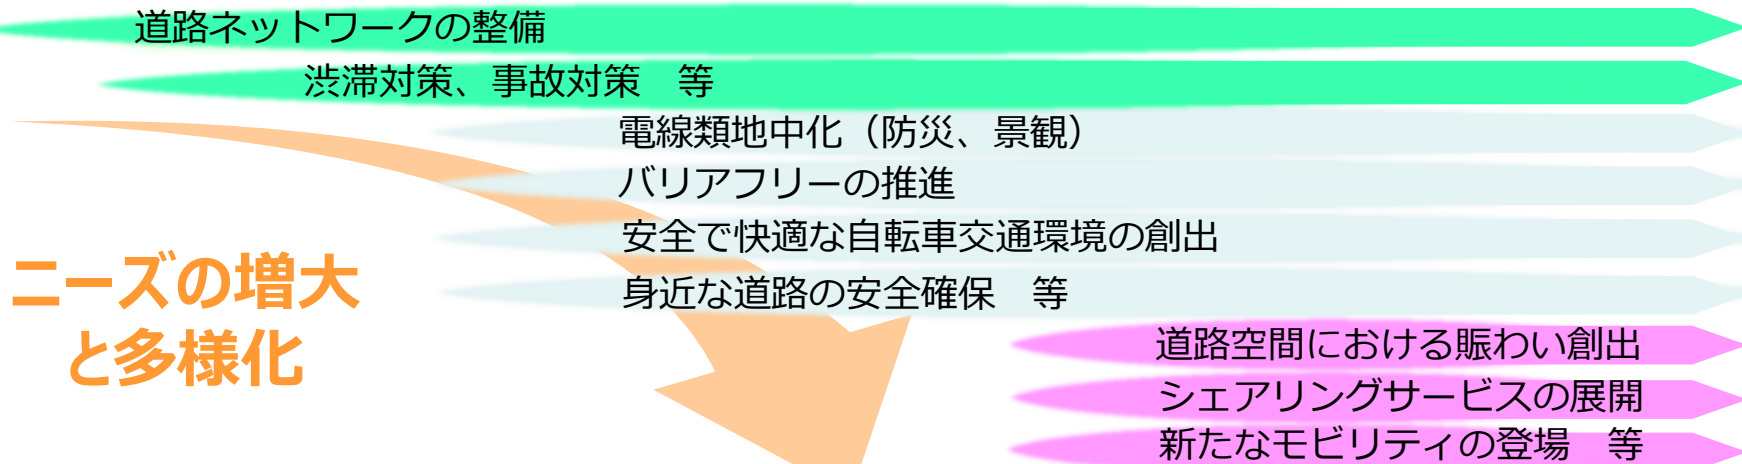 道路ネットワークの整備
渋滞対策、事故対策　等
電線類地中化（防災、景観）
バリアフリーの推進
安全で快適な自転車交通環境の創出
身近な道路の安全確保　等
ニーズの増大
と多様化
道路空間における賑わい創出
シェアリングサービスの展開
新たなモビリティの登場　等